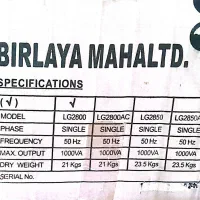 BIRLAYA MAHALTD.
SPECIFICATIONS
(√) √
MODEL LG2800 LG2800AC LG2850 LG2850A
PHASE SINGLE SINGLE SINGLE SINGLE
FREQUENCY 50 Hz 50 Hz 50 Hz 50 Hz
MAX. OUTPUT 1000VA 1000VA 1000VA 1000VA
DRY WEIGHT 21 Kgs 21 Kgs 23.5 Kgs 23.5 Kgs
SERIAL No.